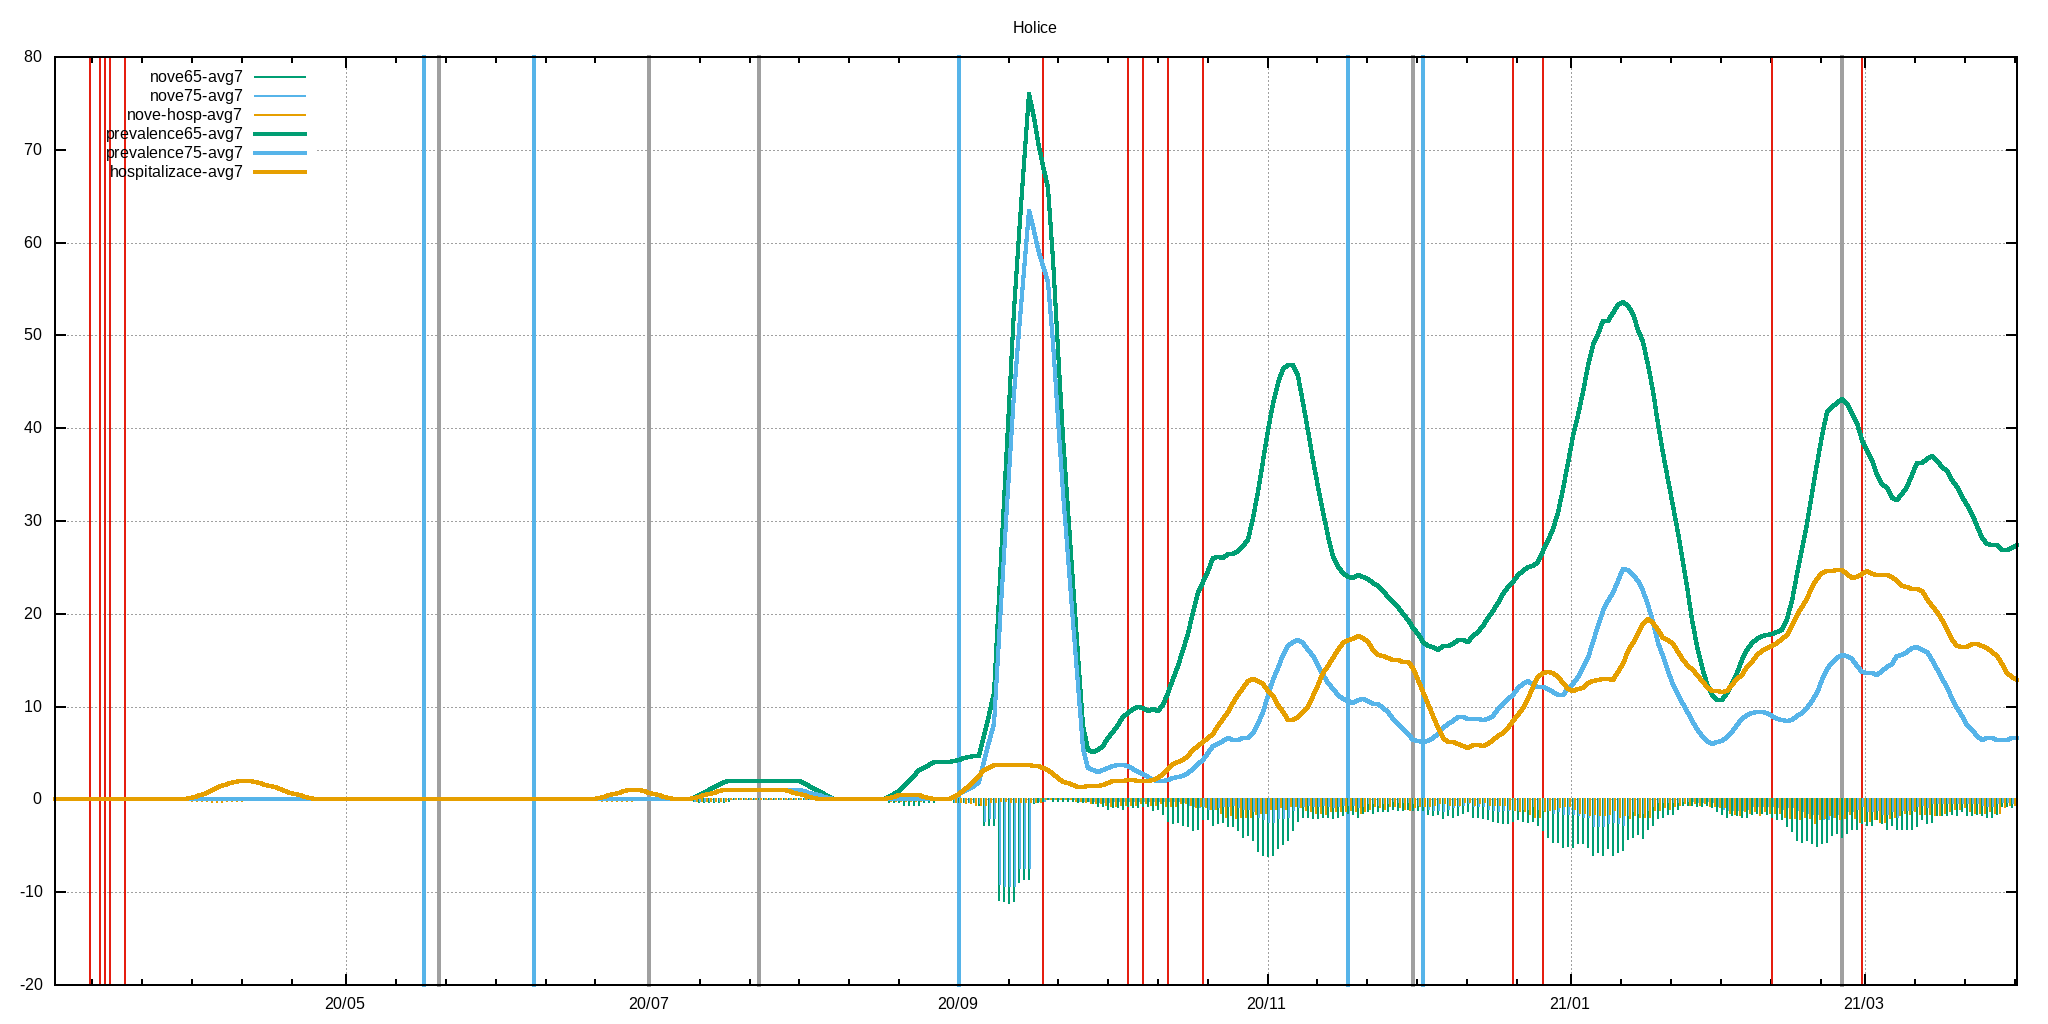 Holice
80
70
60
50
40
30
20
10
0
-10
-20
nove65-avg7
nove75-avg7
nove-hosp-avg7
prevalence65-avg7
prevalence75-avg7
hospitalizace-avg7
20/05 20/07 20/09 20/11 21/01 21/03